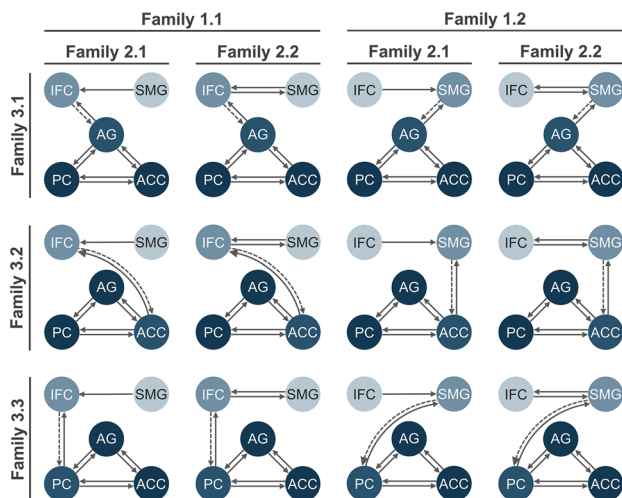 Family 1.1 Family 1.2
Family 2.1 Family 2.2 Family 2.1 Family 2.2
Family 3.1
IFC SMG IFC SMG IFC SMG IFC SMG
AG AG AG AG
PC ACC PC ACC PC ACC PC ACC
Family 3.2
IFC SMG IFC SMG IFC SMG IFC SMG
AG AG AG AG
PC ACC PC ACC PC ACC PC ACC
Family 3.3
IFC SMG IFC SMG IFC SMG IFC SMG
AG AG AG AG
PC ACC PC ACC PC ACC PC ACC